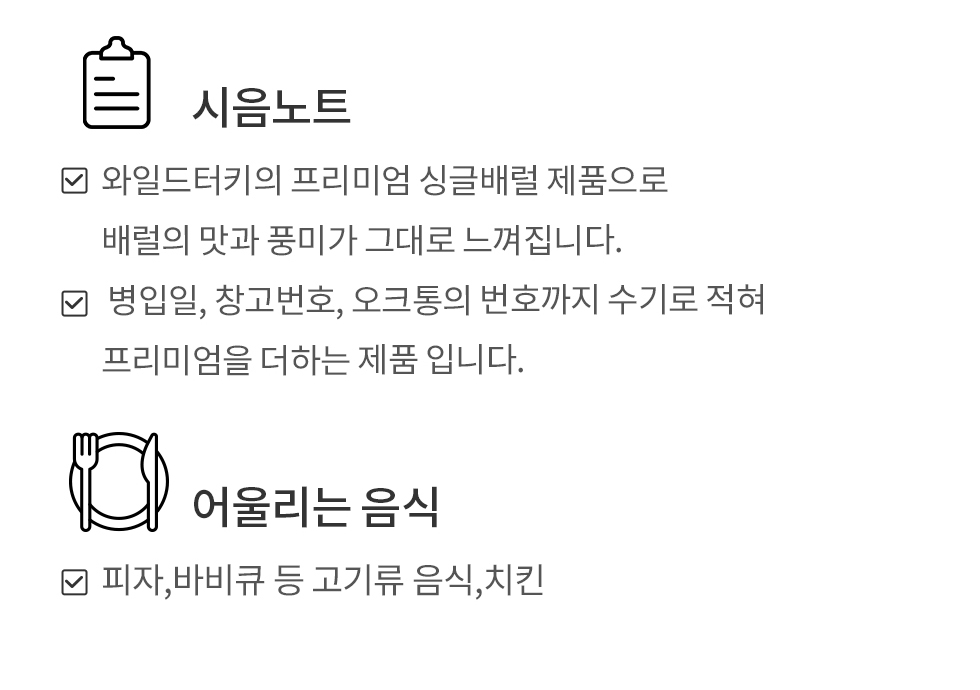 시음노트
와일드터키의 프리미엄 싱글배럴 제품으로
배럴의 맛과 풍미가 그대로 느껴집니다.
병입일, 창고번호, 오크통의 번호까지 수기로 적혀
프리미엄을 더하는 제품 입니다.
어울리는 음식
피자,바비큐 등 고기류 음식,치킨